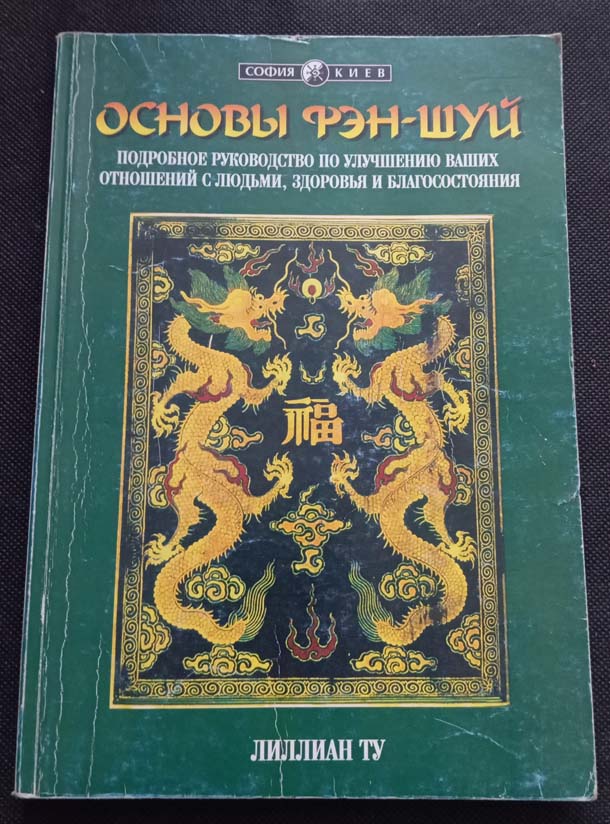 СОФИЯ КИЕВ
ОСНОВЫ ФЭН-ШУЙ
ПОДРОБНОЕ РУКОВОДСТВО ПО УЛУЧШЕНИЮ ВАШИХ
ОТНОШЕНИЙ С ЛЮДЬМИ, ЗДОРОВЬЯ И БЛАГОСОСТОЯНИЯ
福
ЛИЛЛИАН ТУ